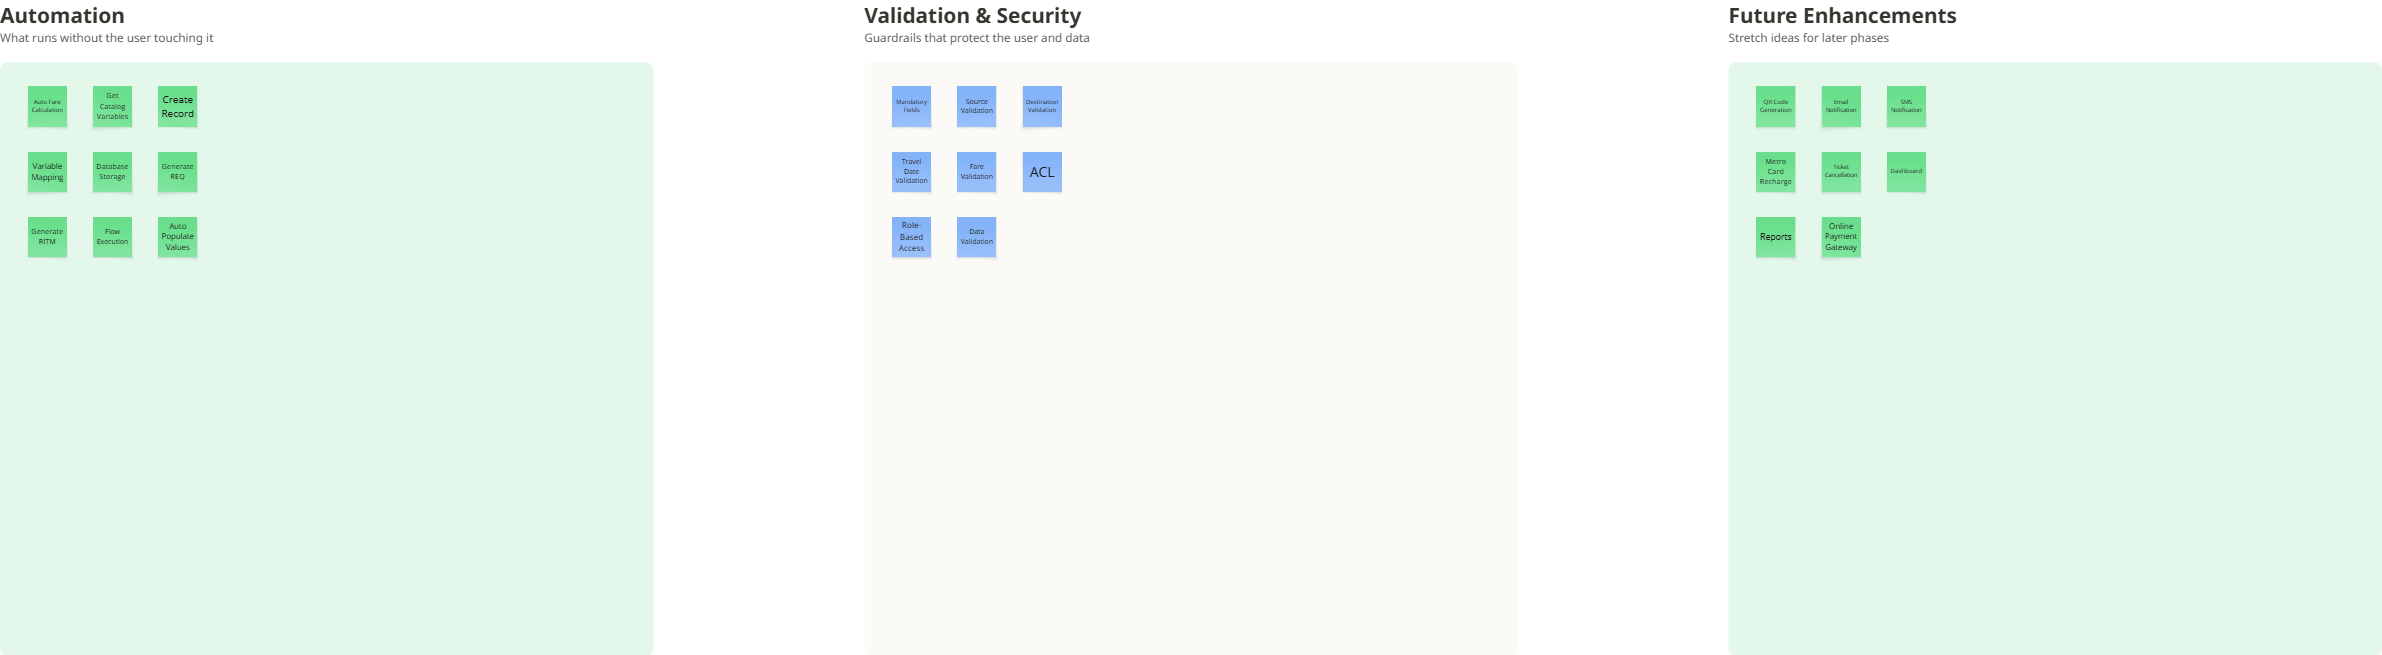 Automation
What runs without the user touching it
Auto Fare
Calculation
Get
Catalog
Variables
Create
Record
Variable
Mapping
Database
Storage
Generate
REQ
Generate
RITM
Flow
Execution
Auto
Populate
Values
Validation & Security
Guardrails that protect the user and data
Mandatory
Fields
Source
Validation
Destination
Validation
Travel
Date
Validation
Fare
Validation
ACL
Role-
Based
Access
Data
Validation
Future Enhancements
Stretch ideas for later phases
QR Code
Generation
Email
Notification
SMS
Notification
Metro
Card
Recharge
Ticket
Cancellation
Dashboard
Reports
Online
Payment
Gateway